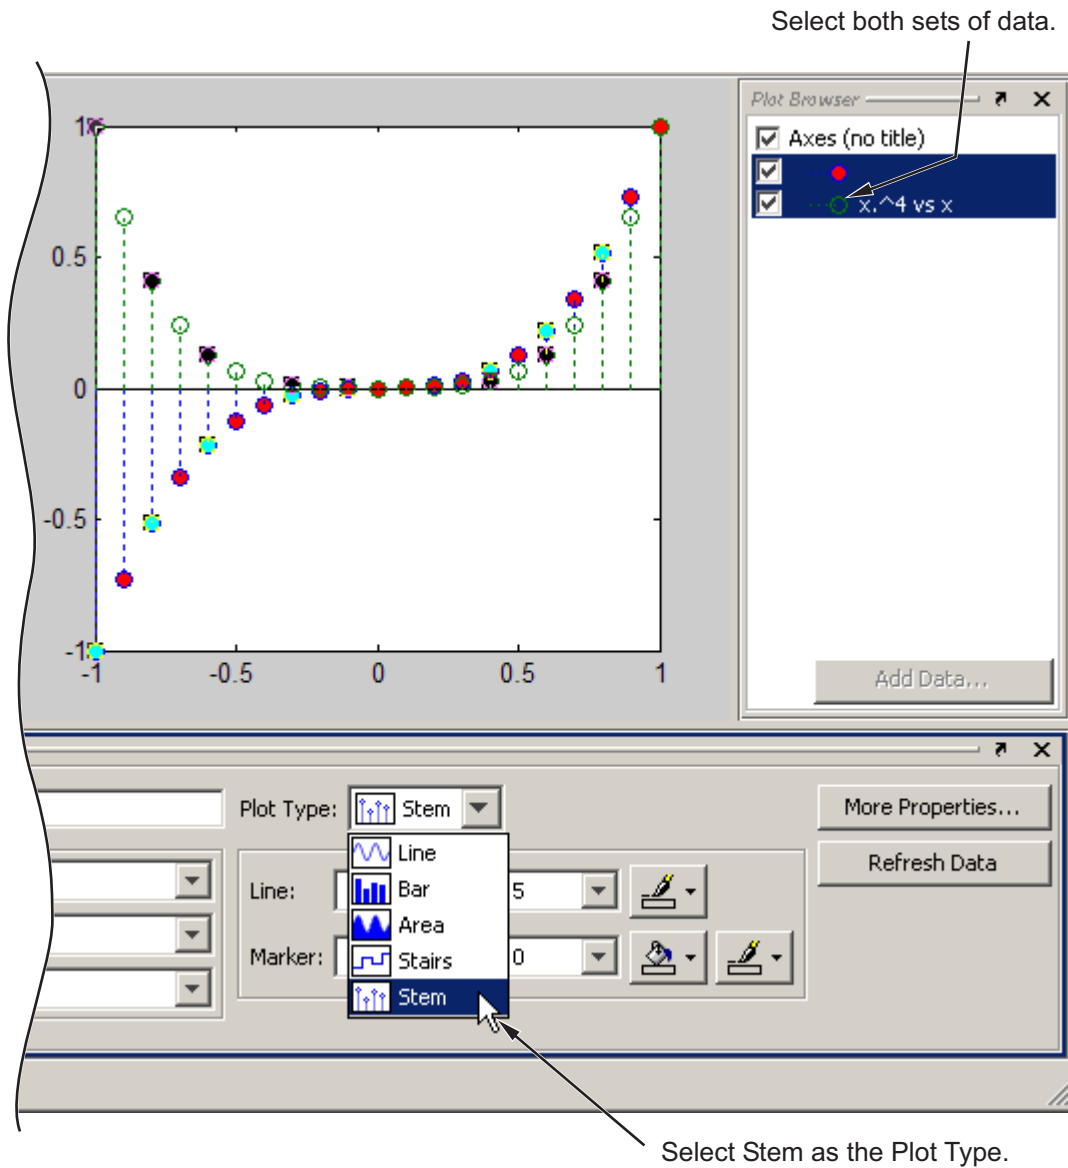 Select both sets of data.
Plot Browser
Axes (no title)
x.^4 vs x
1
0.5
0
-0.5
-1
-1
-0.5
0
0.5
1
Add Data...
Plot Type:
Stem
More Properties...
Line
Refresh Data
Line:
Bar
5
Area
Marker:
Stairs
0
Stem
Select Stem as the Plot Type.